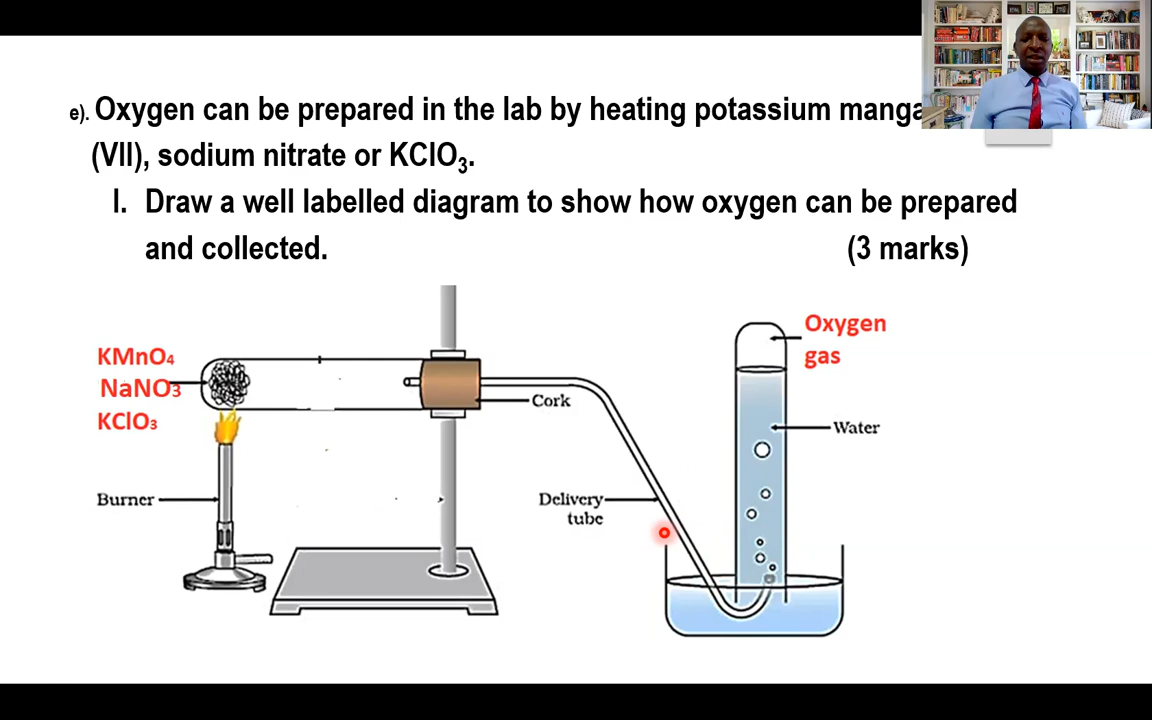 e). Oxygen can be prepared in the lab by heating potassium
(VII), sodium nitrate or KClO₃.
I. Draw a well labelled diagram to show how oxygen can be prepared
and collected. (3 marks)
Oxygen
gas
KMnO₄
NaNO₃
KClO₃
Cork
Water
Burner
Delivery
tube